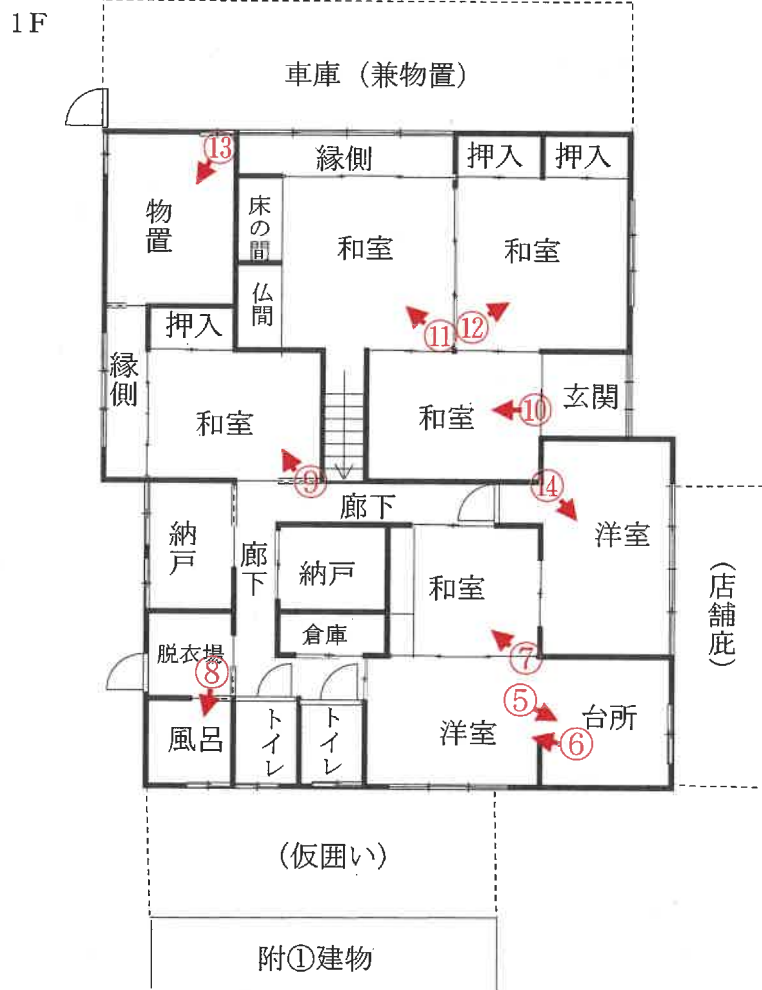 1F
車庫(兼物置)
⑬
縁側
押入
押入
物置
床の間
和室
和室
仏間
押入
⑪
⑫
縁側
和室
和室
⑩
玄関
⑨
廊下
⑭
洋室
納戸
廊下
納戸
和室
(店舗庇)
倉庫
脱衣場
⑧
⑦
⑤
台所
風呂
トイレ
トイレ
洋室
⑥
(仮囲い)
附①建物